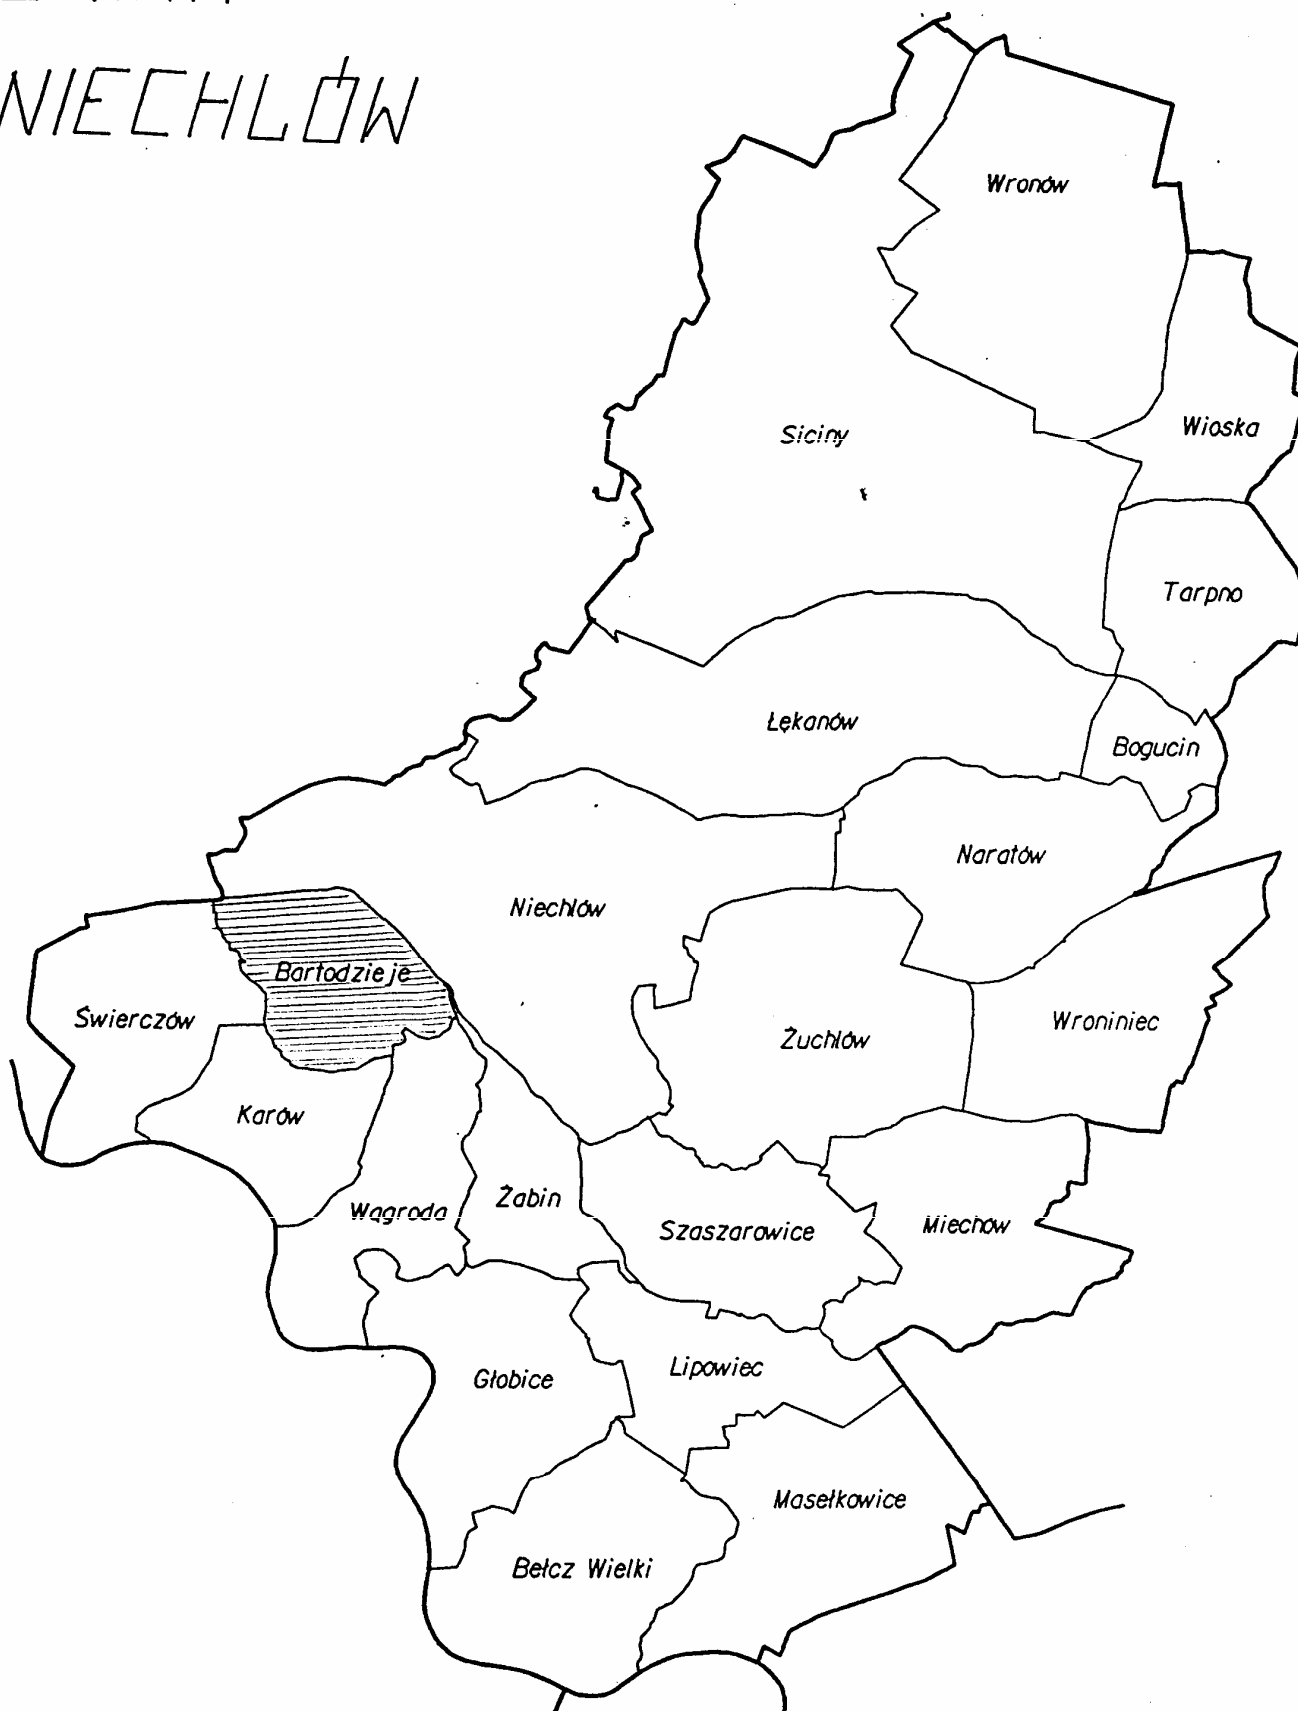 NIECHLÓW
Wronów
Siciny
Wioska
Tarpno
Łękanów
Bogucin
Naratów
Niechlów
Bartodzieje
Świerczów
Żuchlów
Wroniniec
Karów
Żabin
Wągroda
Szaszarowice
Miechów
Lipowiec
Głobice
Masełkowice
Bełcz Wielki